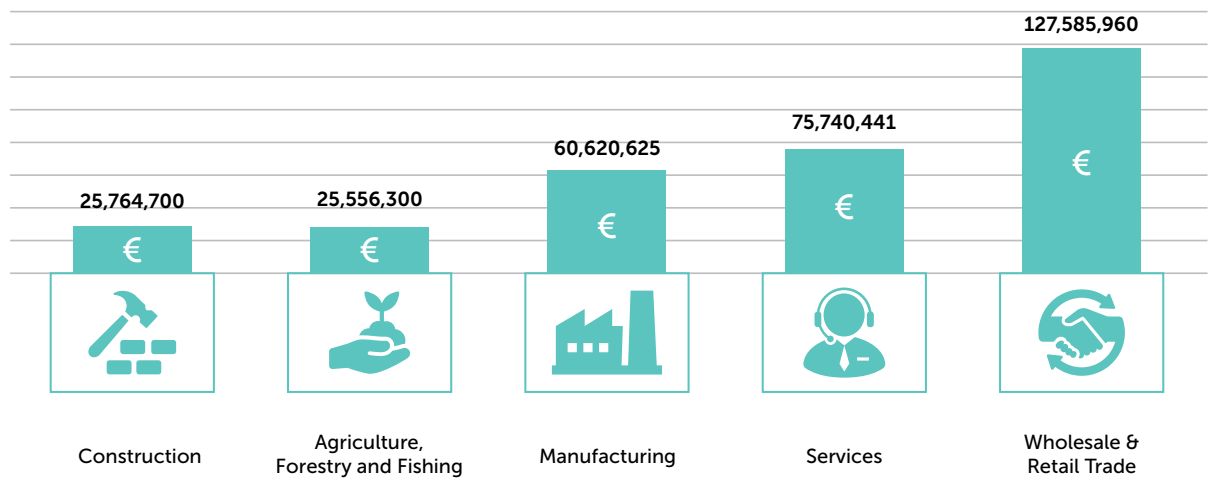 127,585,960
75,740,441
60,620,625
25,764,700
25,556,300
€
€
€
€
€
Construction
Agriculture,
Forestry and Fishing
Manufacturing
Services
Wholesale &
Retail Trade